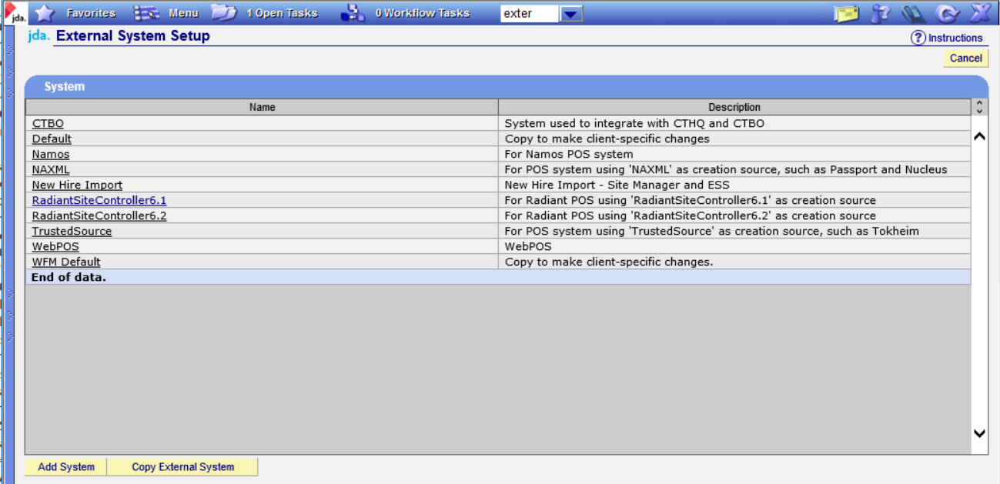 jda. Favorites Menu 1 Open Tasks 0 Workflow Tasks exter
jda. External System Setup ? Instructions
Cancel
System
Name Description
CTBO System used to integrate with CTHQ and CTBO
Default Copy to make client-specific changes
Namos For Namos POS system
NAXML For POS system using 'NAXML' as creation source, such as Passport and Nucleus
New Hire Import New Hire Import - Site Manager and ESS
RadiantSiteController6.1 For Radiant POS using 'RadiantSiteController6.1' as creation source
RadiantSiteController6.2 For Radiant POS using 'RadiantSiteController6.2' as creation source
TrustedSource For POS system using 'TrustedSource' as creation source, such as Tokheim
WebPOS WebPOS
WFM Default Copy to make client-specific changes.
End of data.
Add System Copy External System